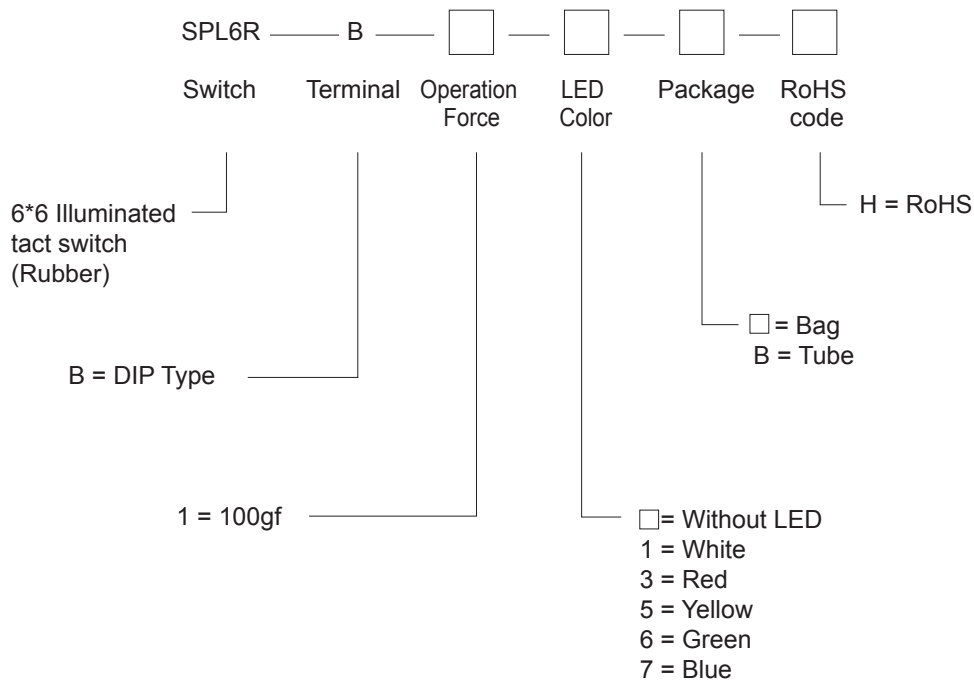 SPL6R B
Switch Terminal Operation Force LED Color Package RoHS code
6*6 Illuminated
tact switch
(Rubber)
H = RoHS
□ = Bag
B = Tube
B = DIP Type
1 = 100gf
□= Without LED
1 = White
3 = Red
5 = Yellow
6 = Green
7 = Blue